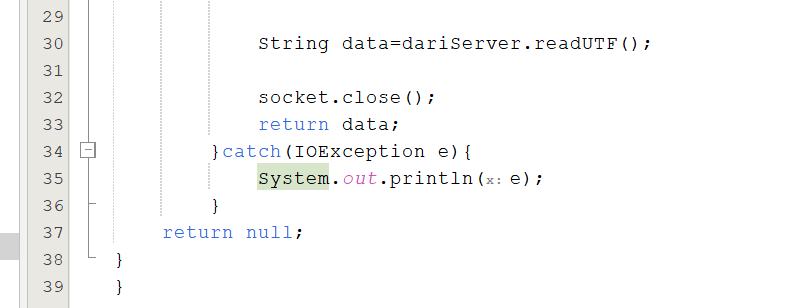 29
30 String data=dariServer.readUTF();
31
32 socket.close();
33 return data;
34 }catch(IOException e){
35 System.out.println(x: e);
36 }
37 return null;
38 }
39 }